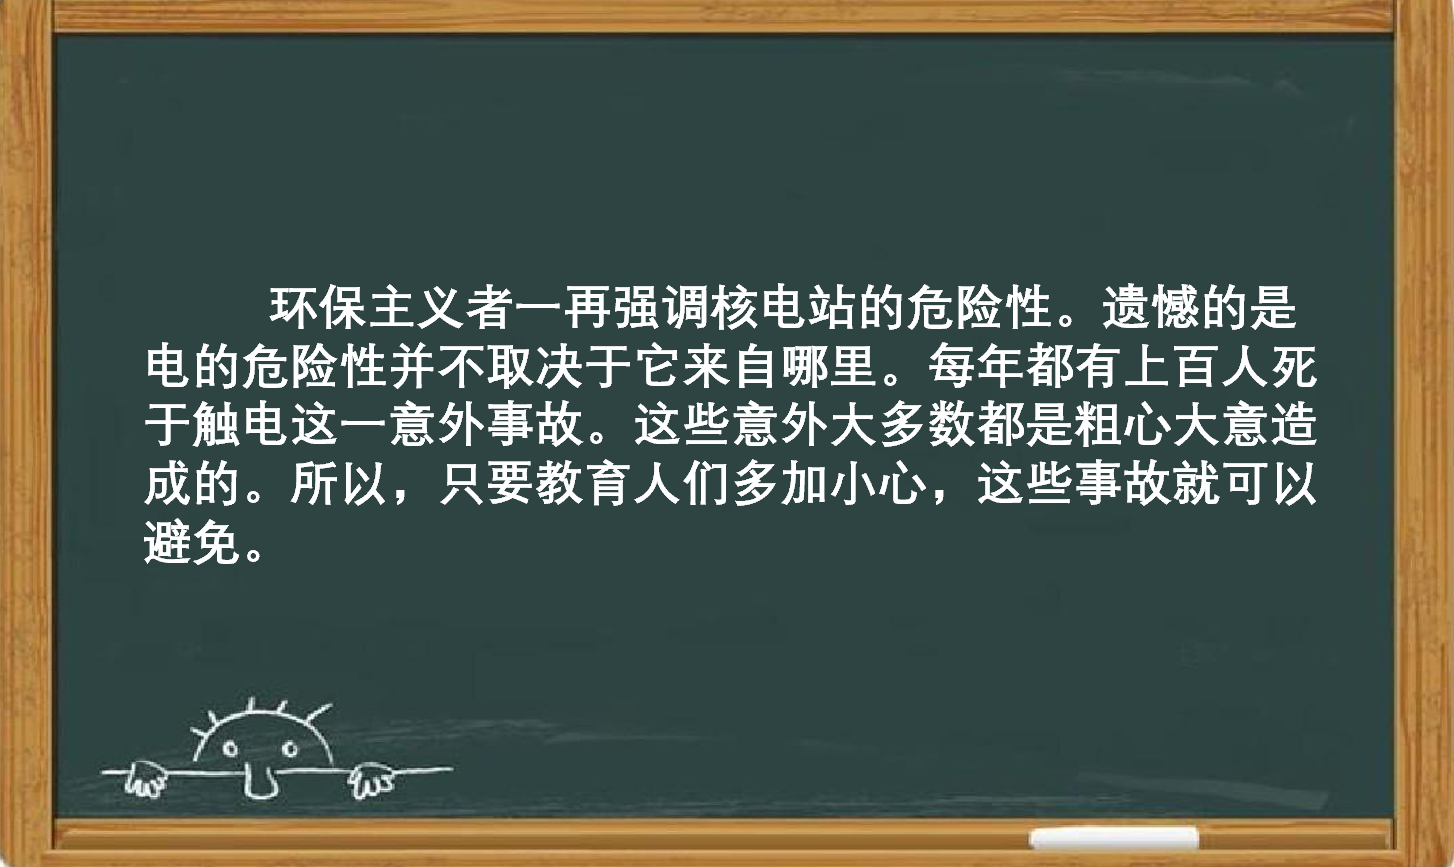 环保主义者一再强调核电站的危险性。遗憾的是
电的危险性并不取决于它来自哪里。每年都有上百人死
于触电这一意外事故。这些意外大多数都是粗心大意造
成的。所以，只要教育人们多加小心，这些事故就可以
避免。